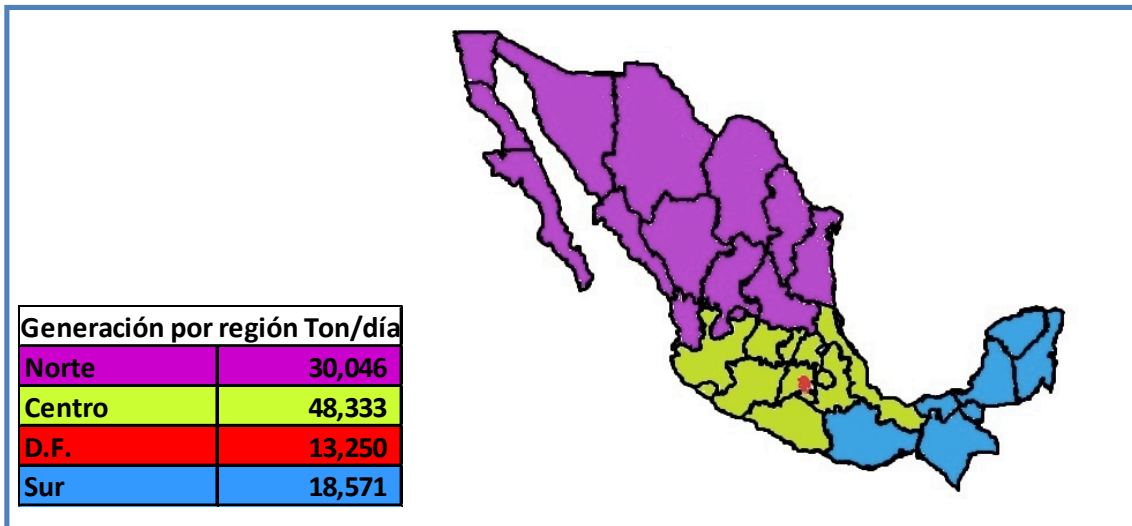 Generación por región Ton/día
Norte 30,046
Centro 48,333
D.F. 13,250
Sur 18,571